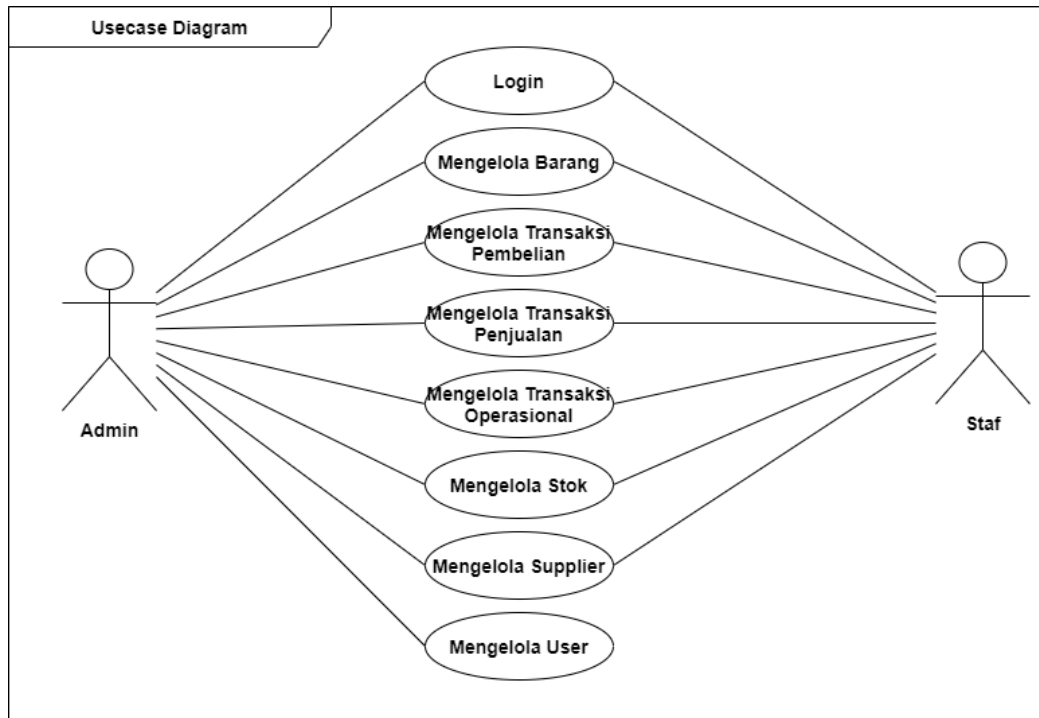 Usecase Diagram
Login
Mengelola Barang
Mengelola Transaksi
Pembelian
Mengelola Transaksi
Penjualan
Mengelola Transaksi
Operasional
Mengelola Stok
Mengelola Supplier
Mengelola User
Admin
Staf